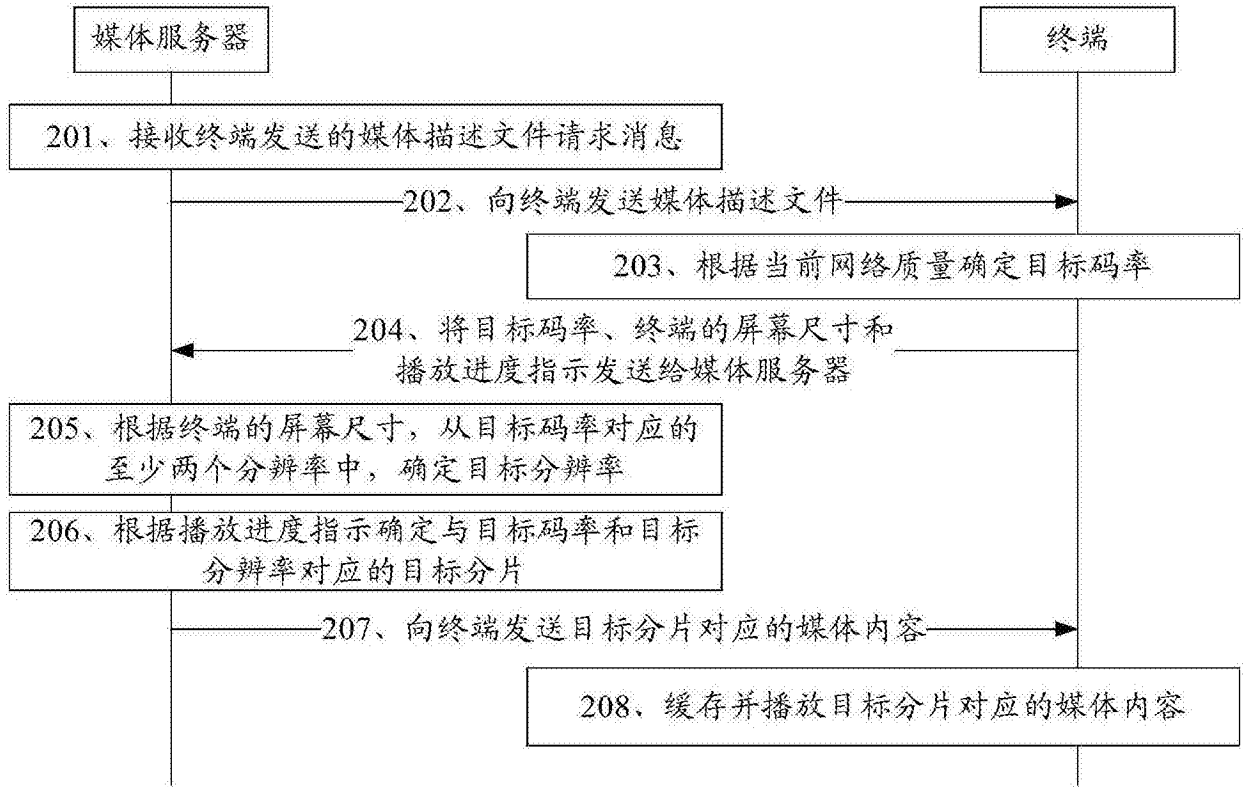 媒体服务器
终端
201、接收终端发送的媒体描述文件请求消息
202、向终端发送媒体描述文件
203、根据当前网络质量确定目标码率
204、将目标码率、终端的屏幕尺寸和
播放进度指示发送给媒体服务器
205、根据终端的屏幕尺寸，从目标码率对应的
至少两个分辨率中，确定目标分辨率
206、根据播放进度指示确定与目标码率和目标
分辨率对应的目标分片
207、向终端发送目标分片对应的媒体内容
208、缓存并播放目标分片对应的媒体内容